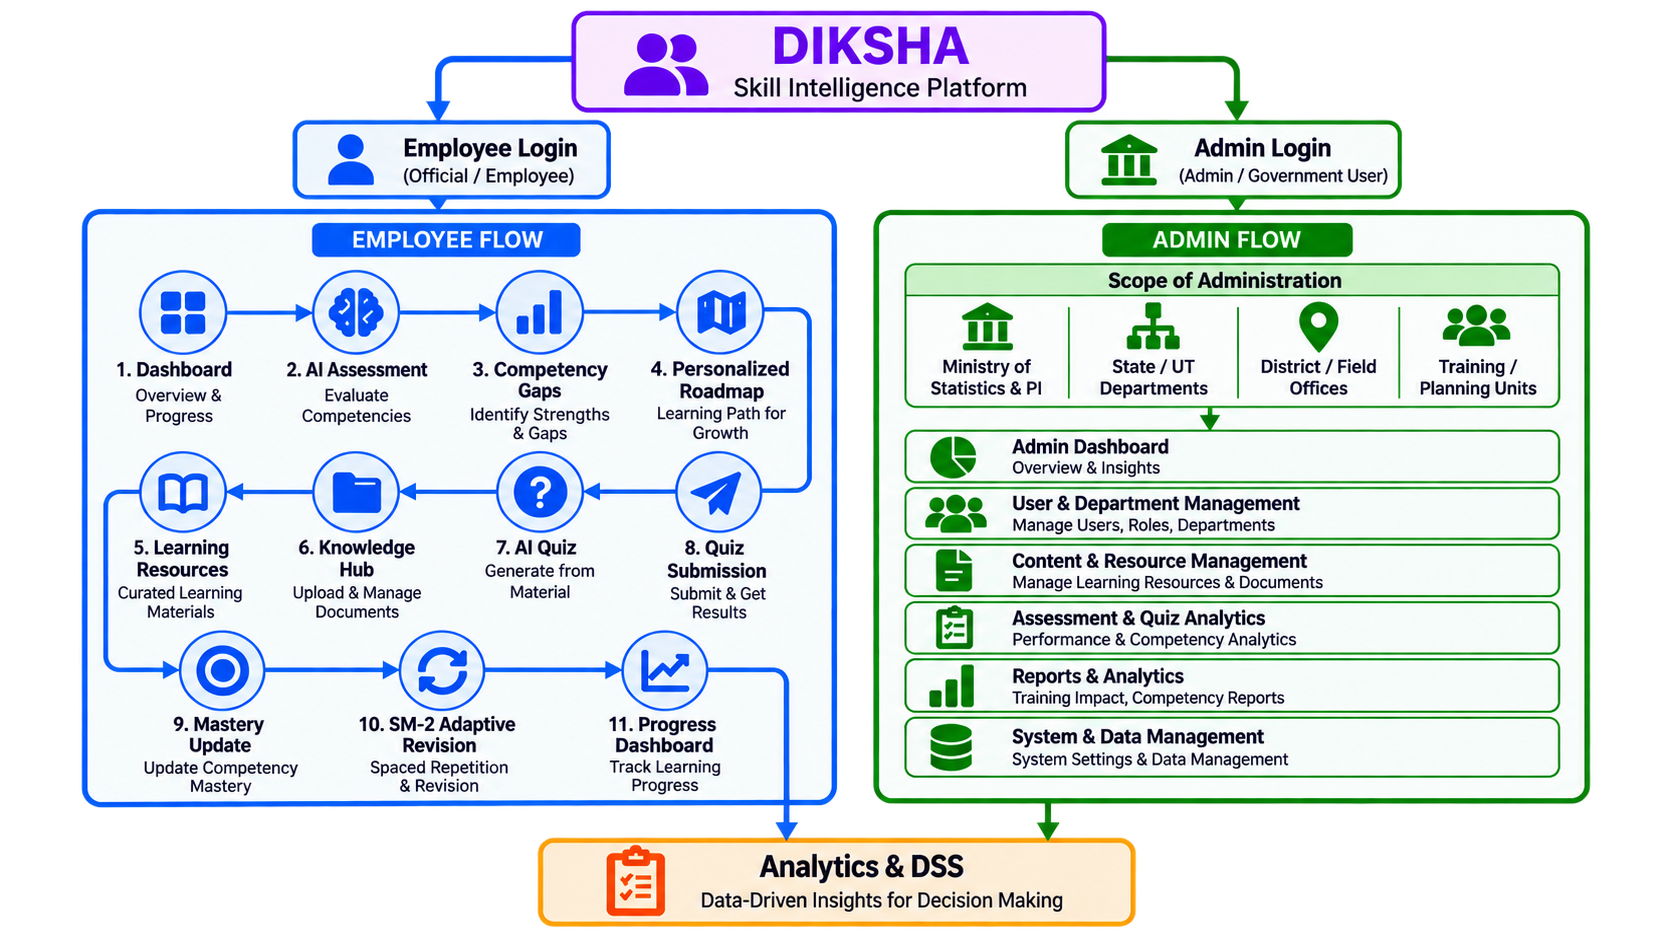 DIKSHA
Skill Intelligence Platform
Employee Login
(Official / Employee)
Admin Login
(Admin / Government User)
EMPLOYEE FLOW
1. Dashboard
Overview &
Progress
2. AI Assessment
Evaluate
Competencies
3. Competency
Gaps
Identify Strengths
& Gaps
4. Personalized
Roadmap
Learning Path for
Growth
5. Learning
Resources
Curated Learning
Materials
6. Knowledge
Hub
Upload & Manage
Documents
7. AI Quiz
Generate from
Material
8. Quiz
Submission
Submit & Get
Results
9. Mastery
Update
Update Competency
Mastery
10. SM-2 Adaptive
Revision
Spaced Repetition
& Revision
11. Progress
Dashboard
Track Learning
Progress
ADMIN FLOW
Scope of Administration
Ministry of
Statistics & PI
State / UT
Departments
District / Field
Offices
Training /
Planning Units
Admin Dashboard
Overview & Insights
User & Department Management
Manage Users, Roles, Departments
Content & Resource Management
Manage Learning Resources & Documents
Assessment & Quiz Analytics
Performance & Competency Analytics
Reports & Analytics
Training Impact, Competency Reports
System & Data Management
System Settings & Data Management
Analytics & DSS
Data-Driven Insights for Decision Making